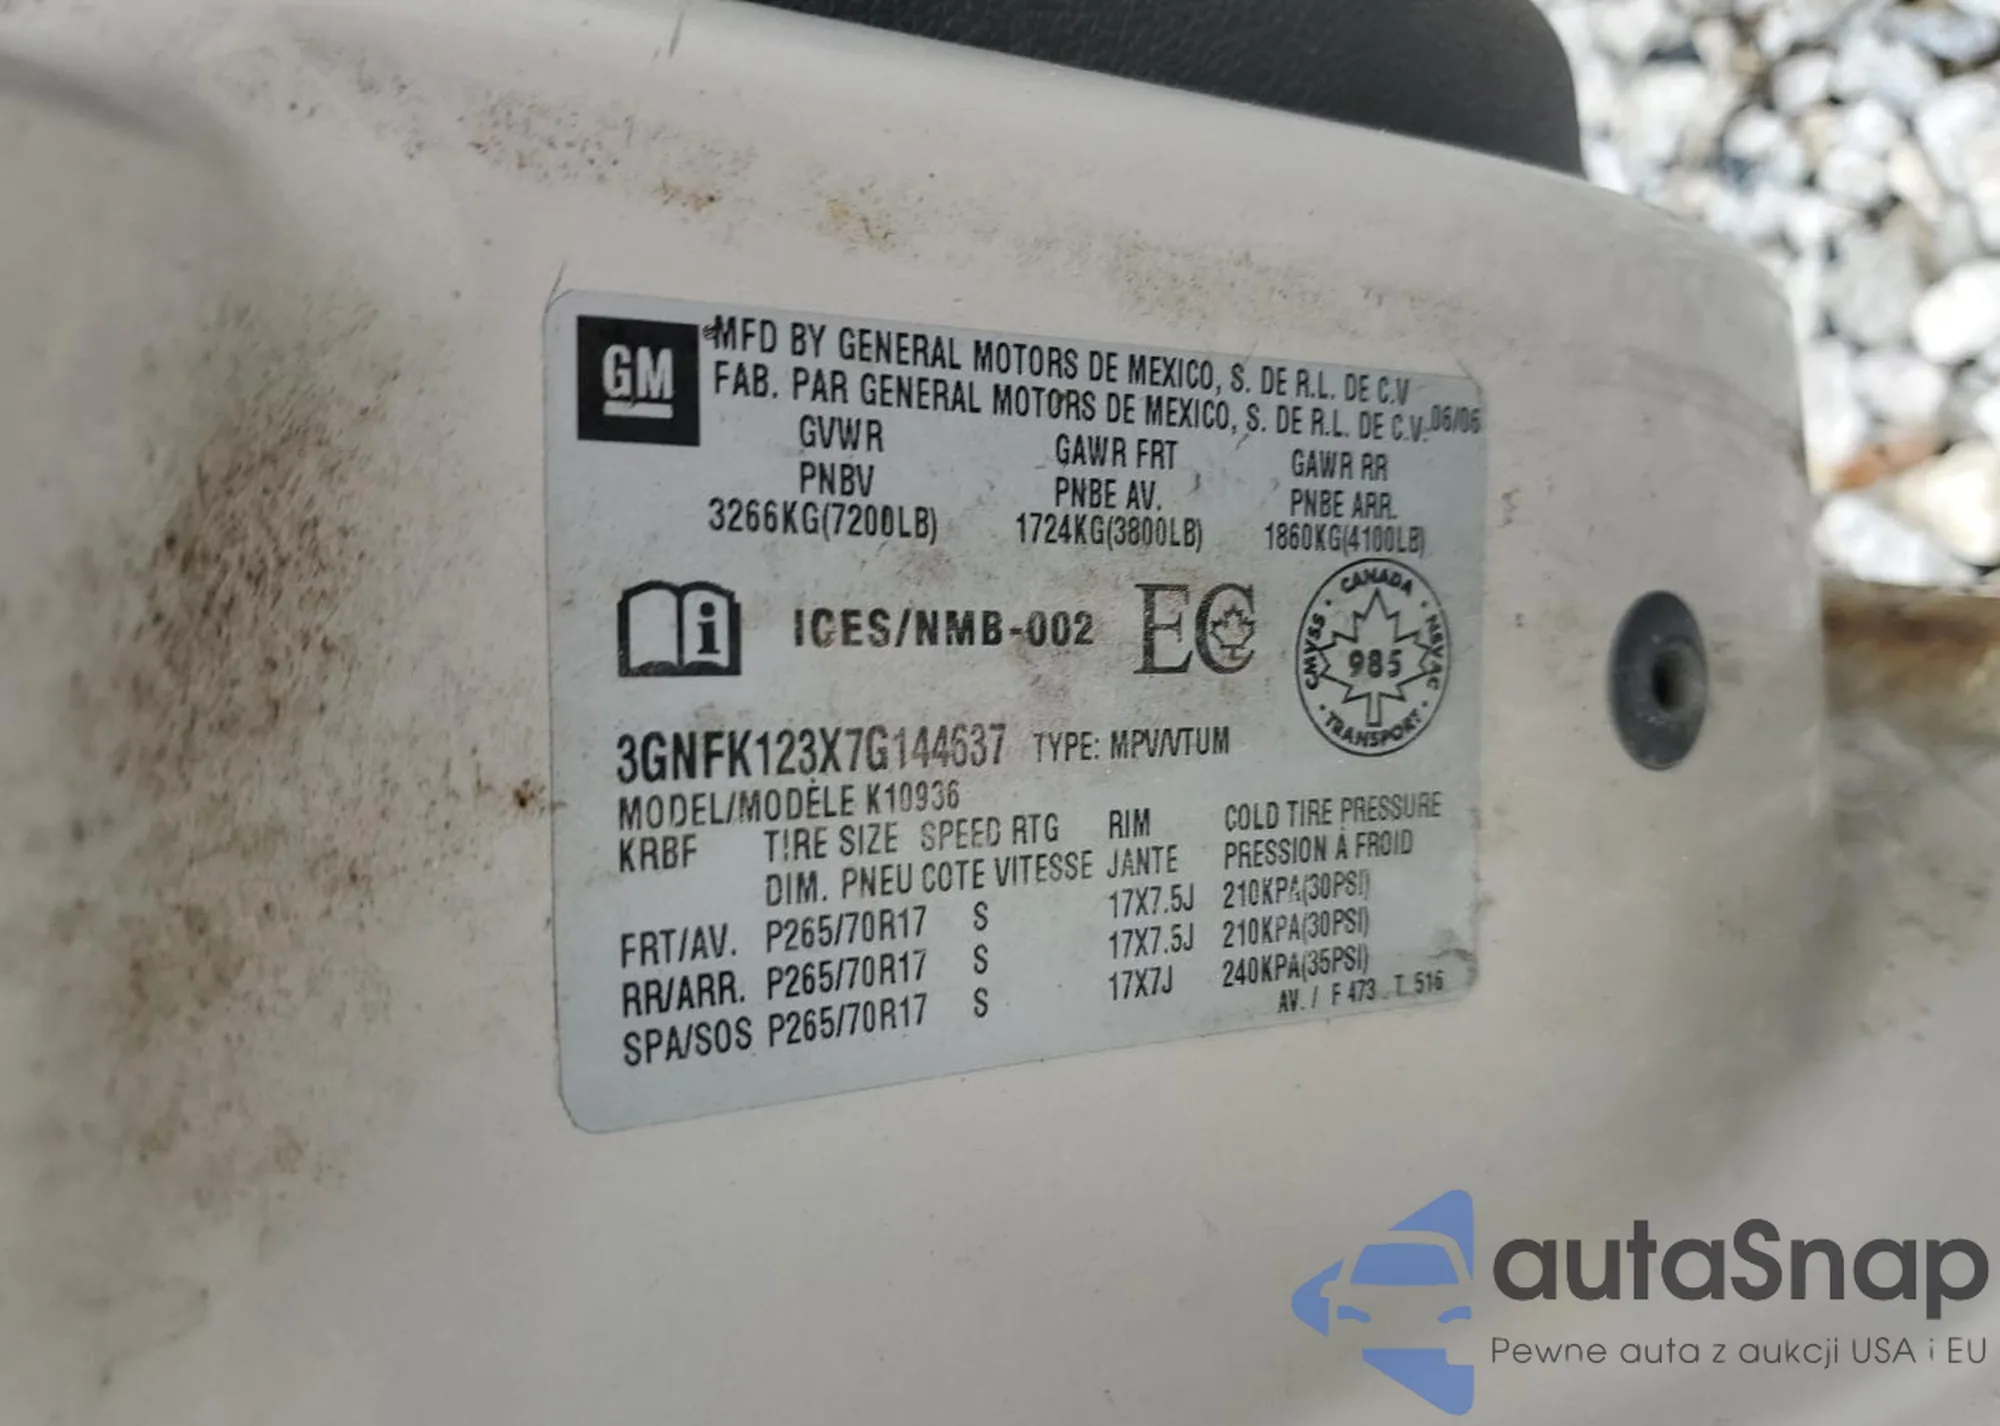 GM
MFD BY GENERAL MOTORS DE MEXICO, S. DE R.L. DE C.V
FAB. PAR GENERAL MOTORS DE MEXICO, S. DE R.L. DE C.V. 06/06
GVWR GAWR FRT GAWR RR
PNBV PNBE AV. PNBE ARR.
3266KG(7200LB) 1724KG(3800LB) 1860KG(4100LB)
i ICES/NMB-002 EC
CANADA
CMVSS 985 NSVAC
TRANSPORT
3GNFK123X7G144637 TYPE: MPV/VTUM
MODEL/MODÈLE K10936
KRBF TIRE SIZE SPEED RTG RIM COLD TIRE PRESSURE
DIM. PNEU COTE VITESSE JANTE PRESSION À FROID
FRT/AV. P265/70R17 S 17X7.5J 210KPA(30PSI)
RR/ARR. P265/70R17 S 17X7.5J 210KPA(30PSI)
SPA/SOS P265/70R17 S 17X7J 240KPA(35PSI)
AV. / F 473 T 516
autaSnap
Pewne auta z aukcji USA i EU